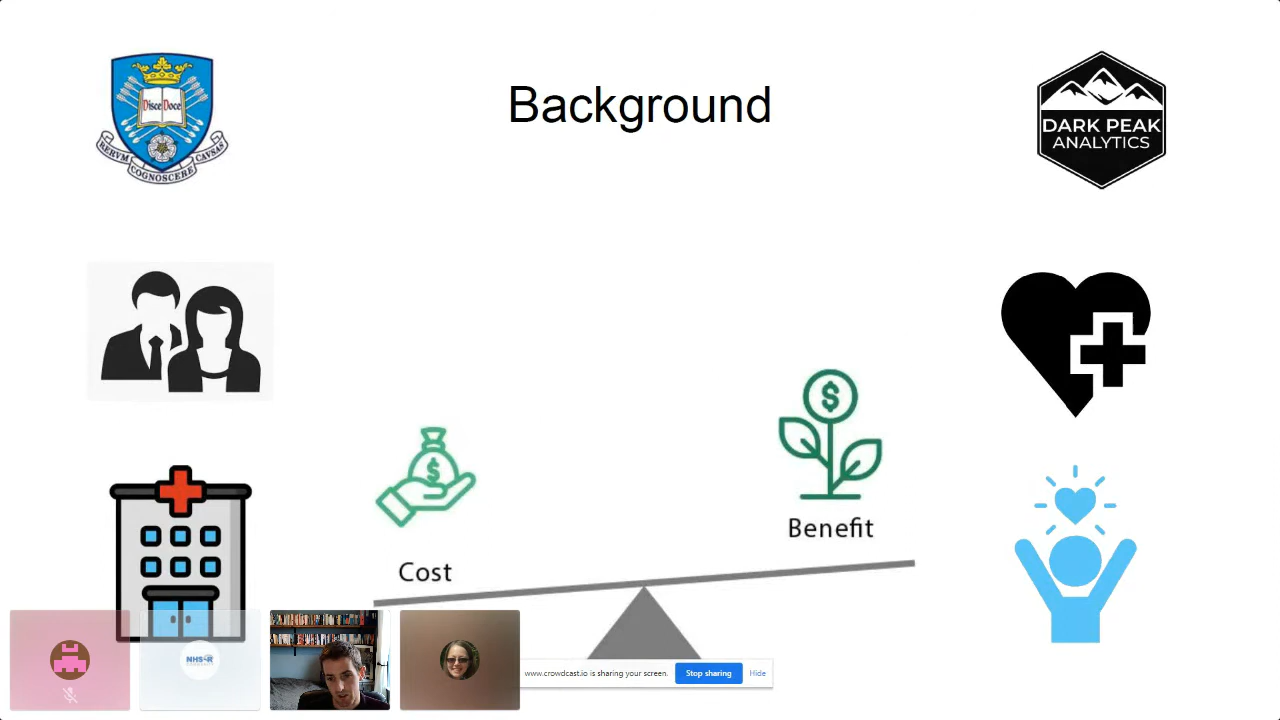 Background
Disce Doce
RERVM COGNOSCERE CAVSAS
DARK PEAK
ANALYTICS
$
$
Benefit
Cost
NHS-R
www.crowdcast.io is sharing your screen.
Stop sharing
Hide